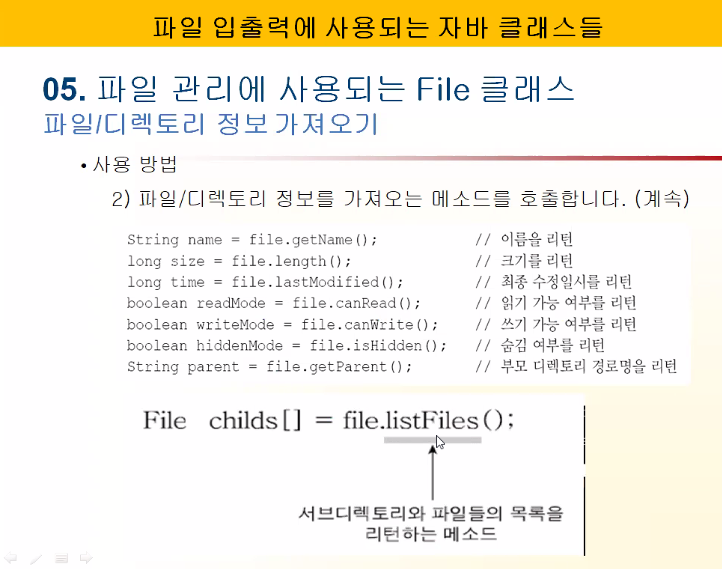 파일 입출력에 사용되는 자바 클래스들
05. 파일 관리에 사용되는 File 클래스
파일/디렉토리 정보 가져오기
• 사용 방법
2) 파일/디렉토리 정보를 가져오는 메소드를 호출합니다. (계속)
String name = file.getName(); // 이름을 리턴
long size = file.length(); // 크기를 리턴
long time = file.lastModified(); // 최종 수정일시를 리턴
boolean readMode = file.canRead(); // 읽기 가능 여부를 리턴
boolean writeMode = file.canWrite(); // 쓰기 가능 여부를 리턴
boolean hiddenMode = file.isHidden(); // 숨김 여부를 리턴
String parent = file.getParent(); // 부모 디렉토리 경로명을 리턴
File childs[] = file.listFiles();
서브디렉토리와 파일들의 목록을
리턴하는 메소드